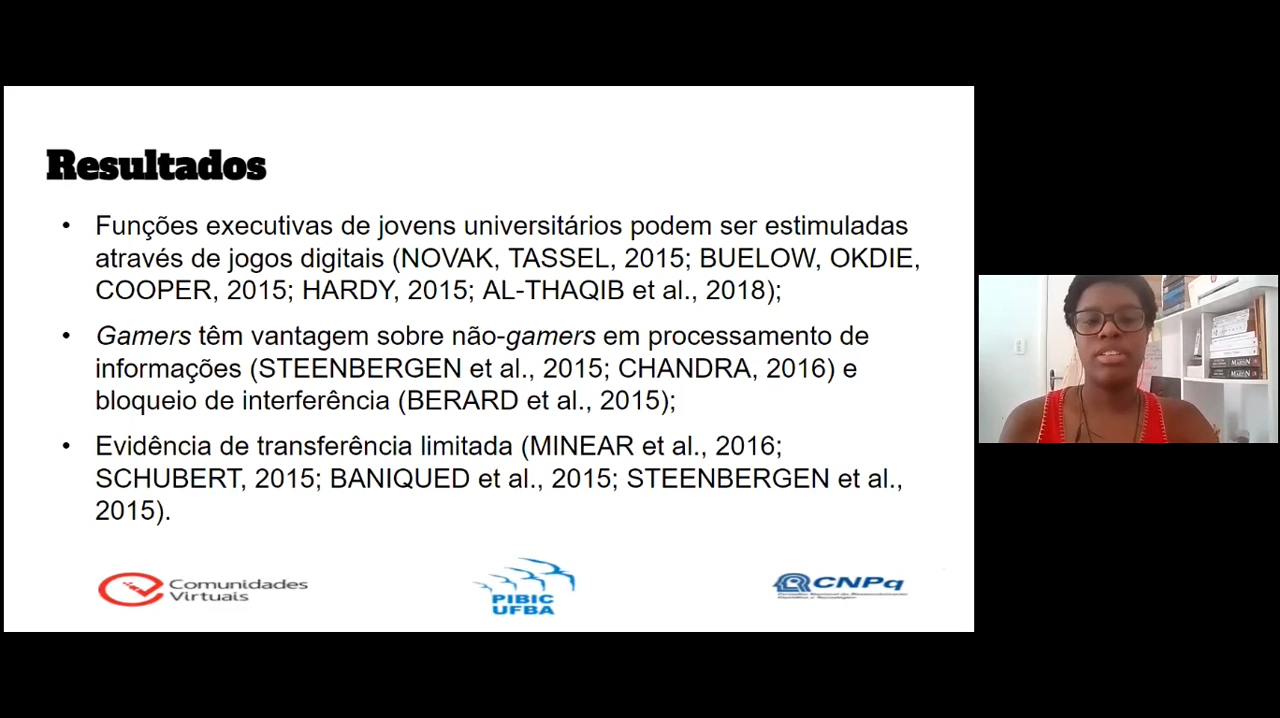 Resultados
• Funções executivas de jovens universitários podem ser estimuladas
através de jogos digitais (NOVAK, TASSEL, 2015; BUELOW, OKDIE,
COOPER, 2015; HARDY, 2015; AL-THAQIB et al., 2018);
• Gamers têm vantagem sobre não-gamers em processamento de
informações (STEENBERGEN et al., 2015; CHANDRA, 2016) e
bloqueio de interferência (BERARD et al., 2015);
• Evidência de transferência limitada (MINEAR et al., 2016;
SCHUBERT, 2015; BANIQUED et al., 2015; STEENBERGEN et al.,
2015).
Comunidades
Virtuais
PIBIC
UFBA
CNPq